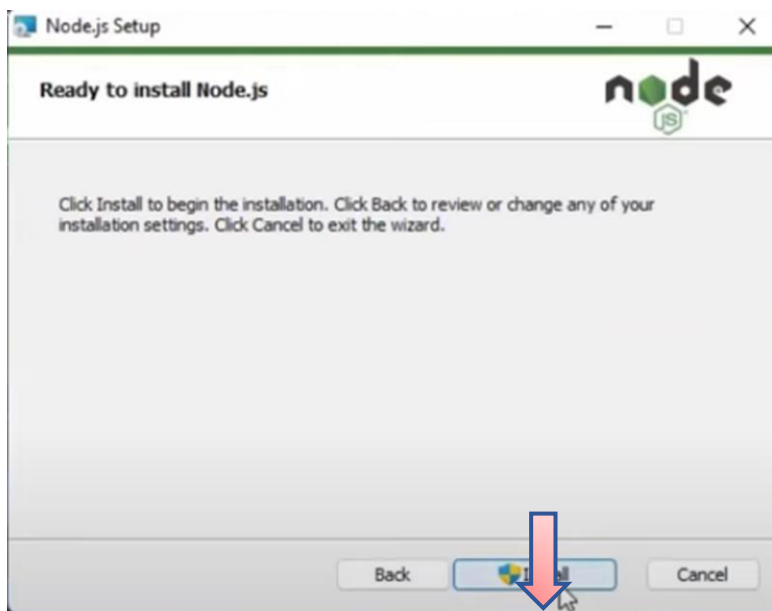 Node.js Setup
Ready to install Node.js
node
JS
Click Install to begin the installation. Click Back to review or change any of your
installation settings. Click Cancel to exit the wizard.
Back
Cancel